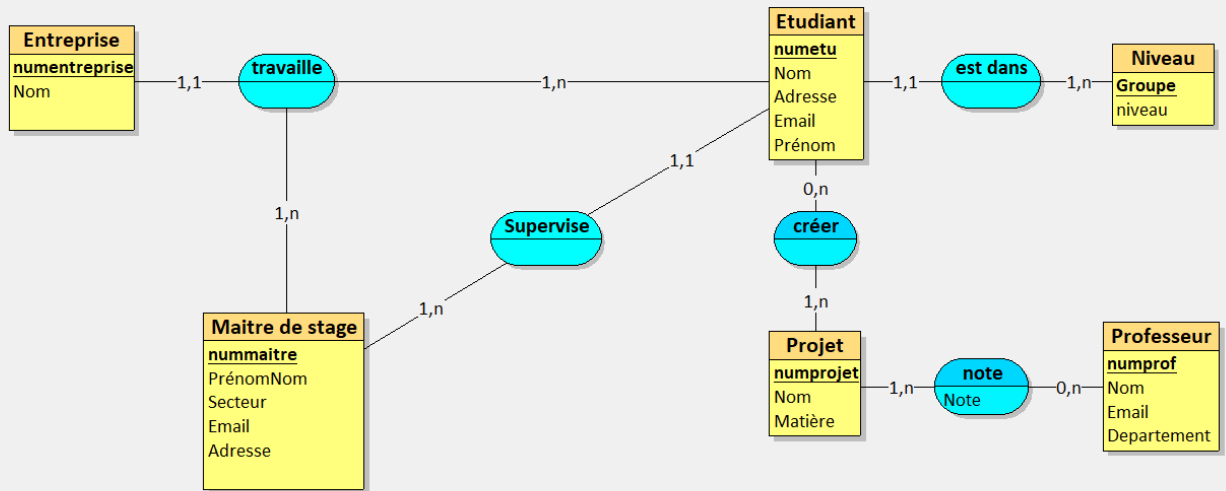 Entreprise
numentreprise
Nom
1,1
travaille
1,n
Etudiant
numetu
Nom
Adresse
Email
Prénom
1,1
est dans
1,n
Niveau
Groupe
niveau
1,n
1,1
Supervise
1,n
0,n
créer
1,n
Maitre de stage
nummaitre
PrénomNom
Secteur
Email
Adresse
Projet
numprojet
Nom
Matière
1,n
note
Note
0,n
Professeur
numprof
Nom
Email
Departement